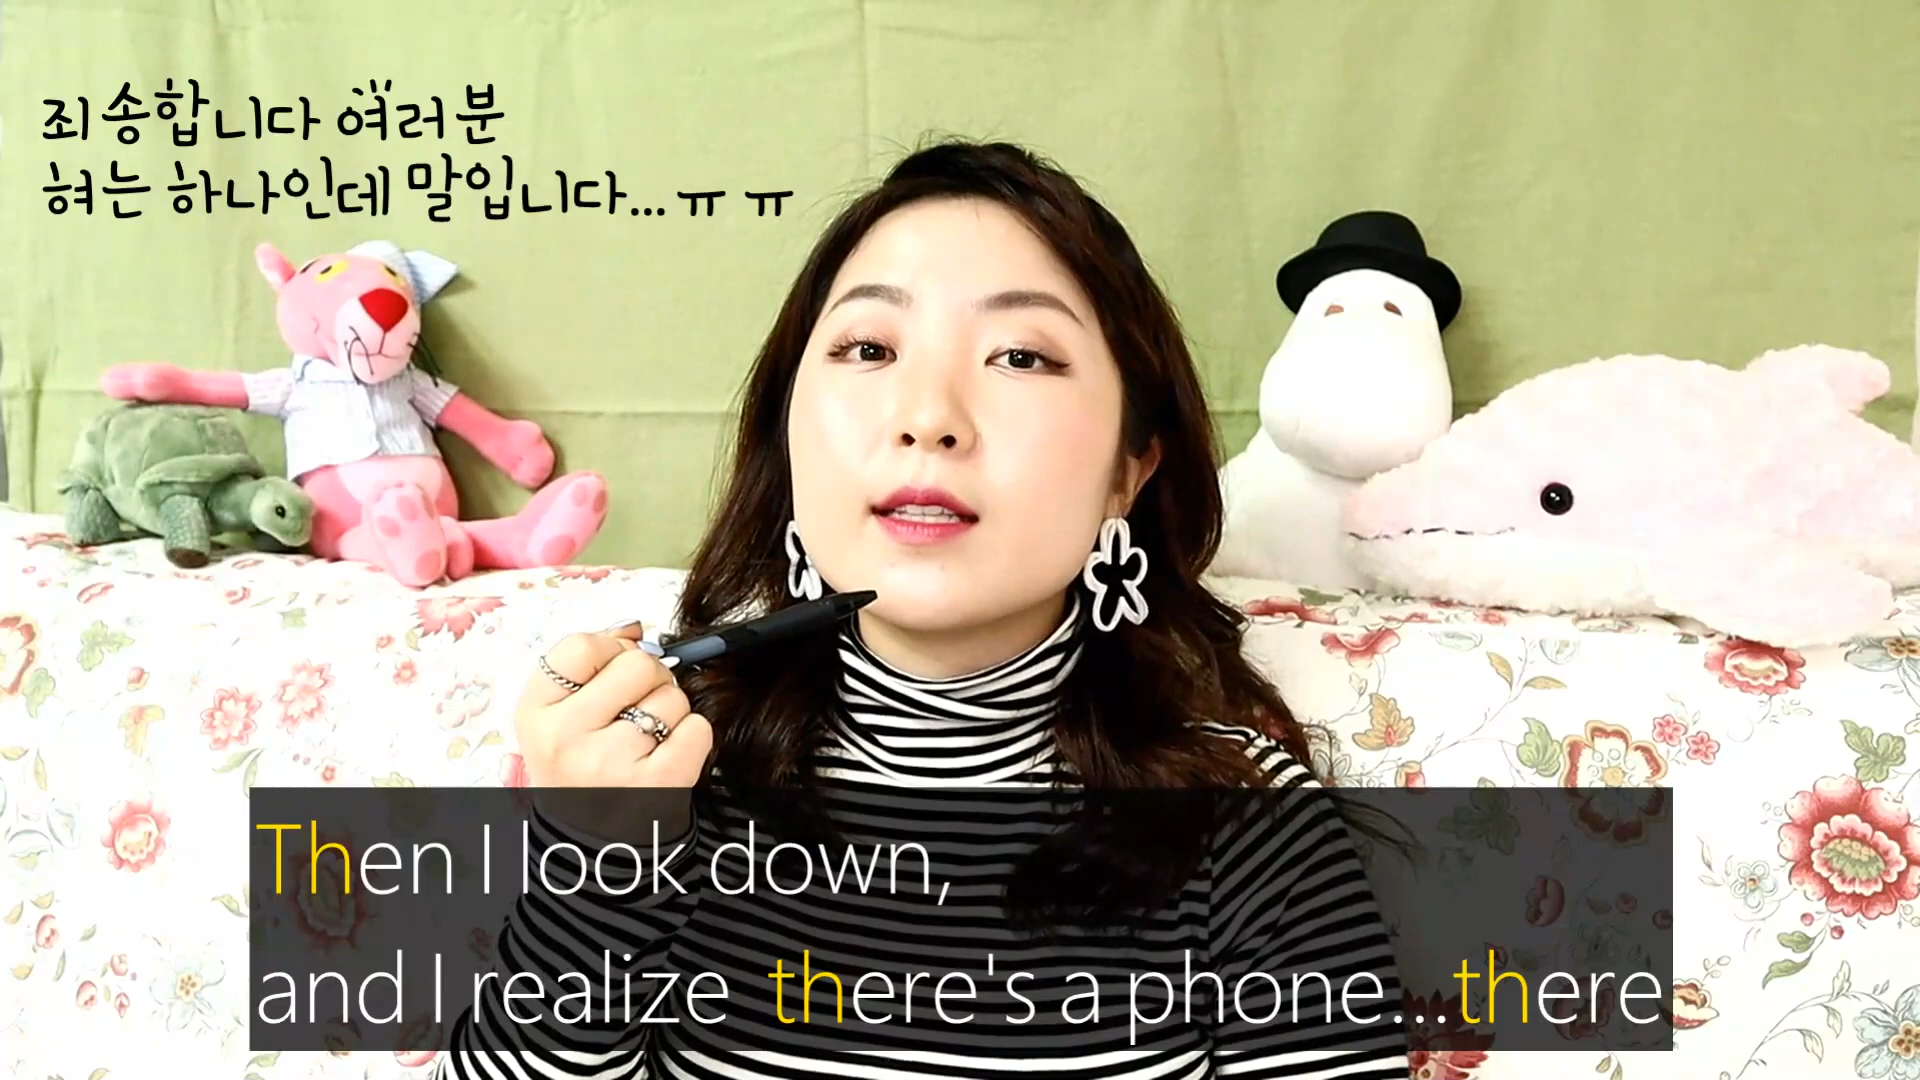 죄송합니다 여러분
혀는 하나인데 말입니다...ㅠㅠ
Then I look down,
and I realize there's a phone...there